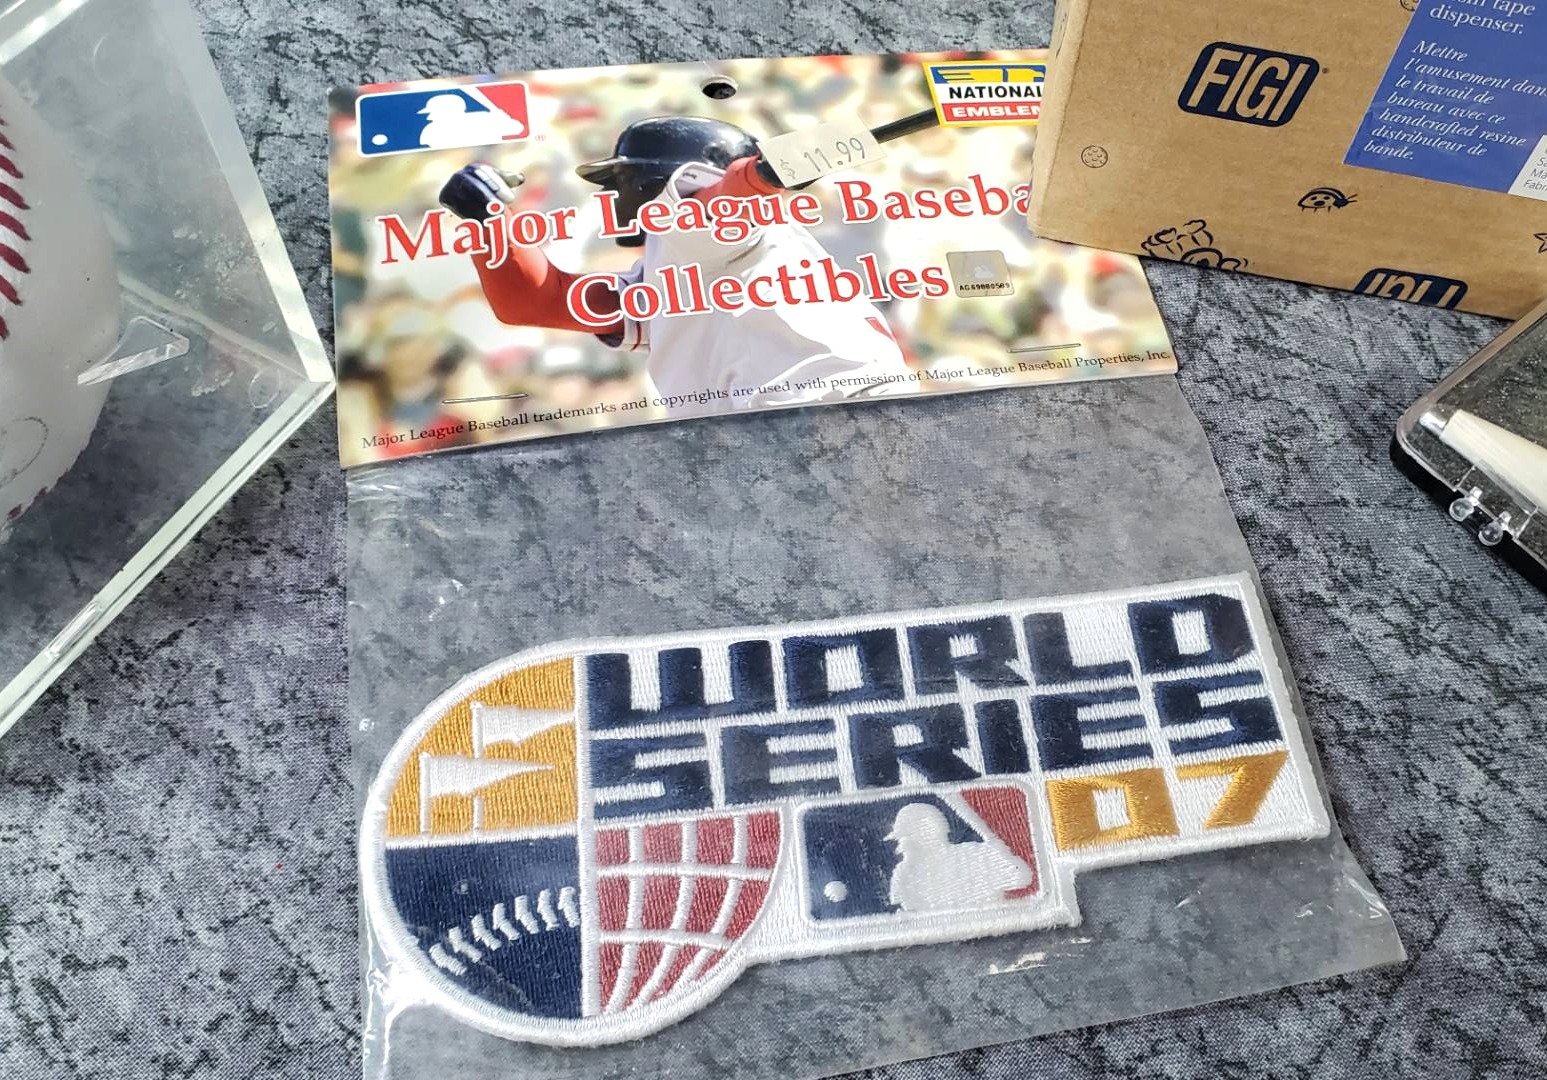 NATIONAL
EMBLEM
$ 11.99
Major League Baseba
Collectibles
Major League Baseball trademarks and copyrights are used with permission of Major League Baseball Properties, Inc.
WORLD
SERIES
07
FIGI
tape
dispenser.
Mettre
l'amusement dans
le travail de
bureau avec ce
handcrafted resine
distributeur de
bande.